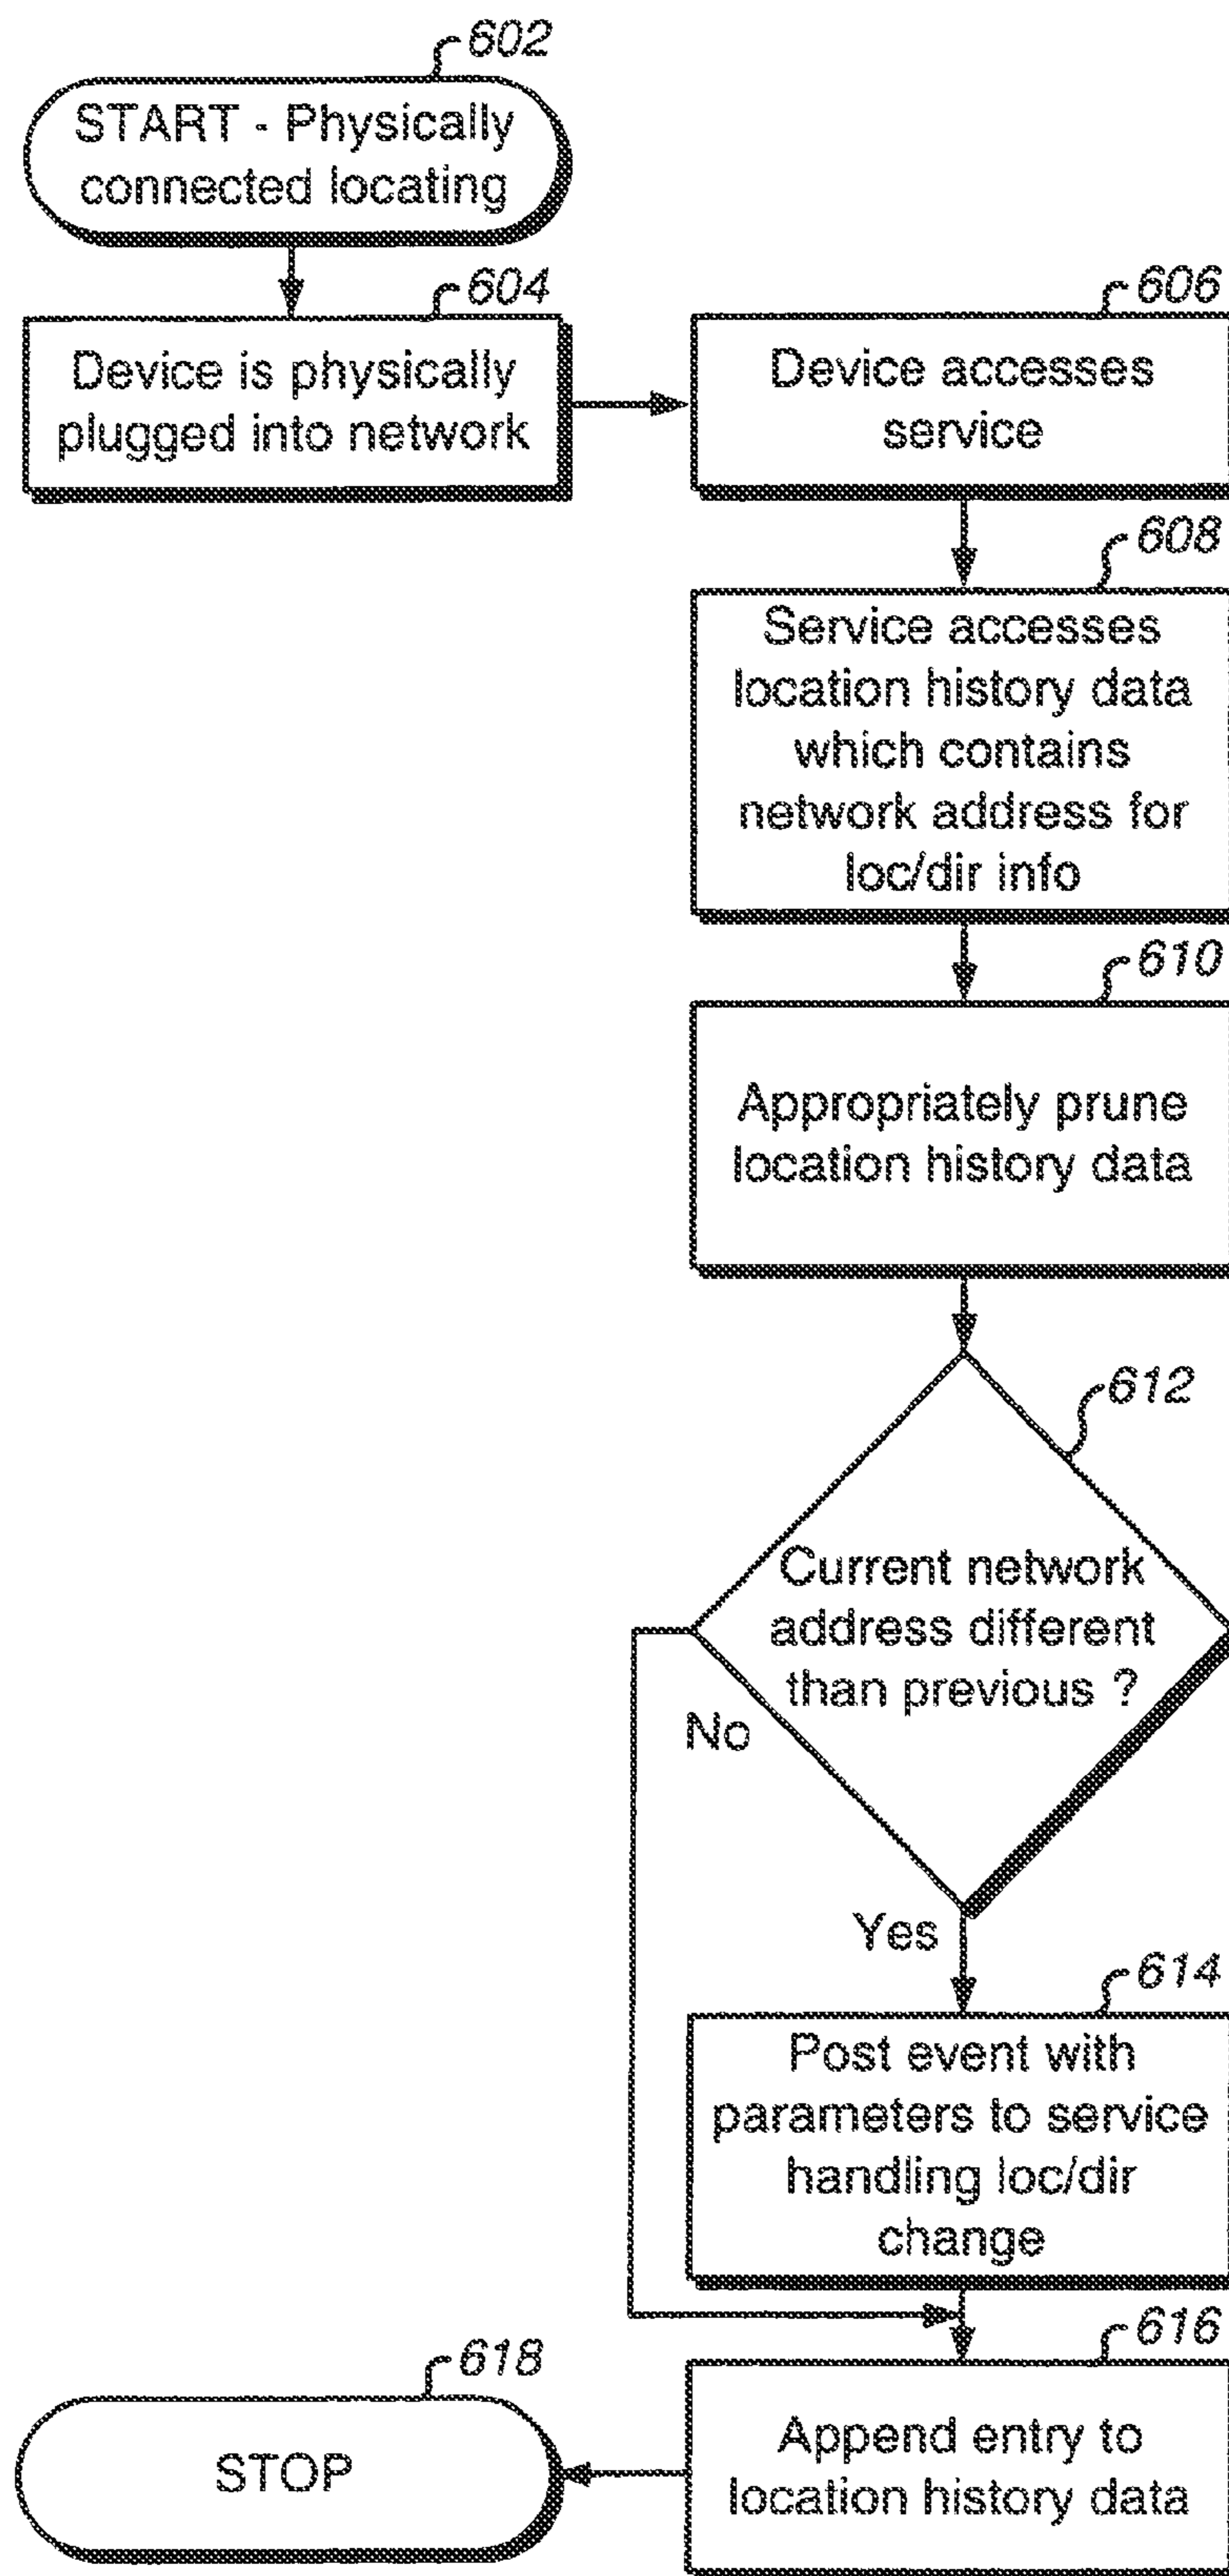 602
START - Physically
connected locating
604
Device is physically
plugged into network
606
Device accesses
service
608
Service accesses
location history data
which contains
network address for
loc/dir info
610
Appropriately prune
location history data
612
Current network
address different
than previous ?
No
Yes
614
Post event with
parameters to service
handling loc/dir
change
616
Append entry to
location history data
618
STOP